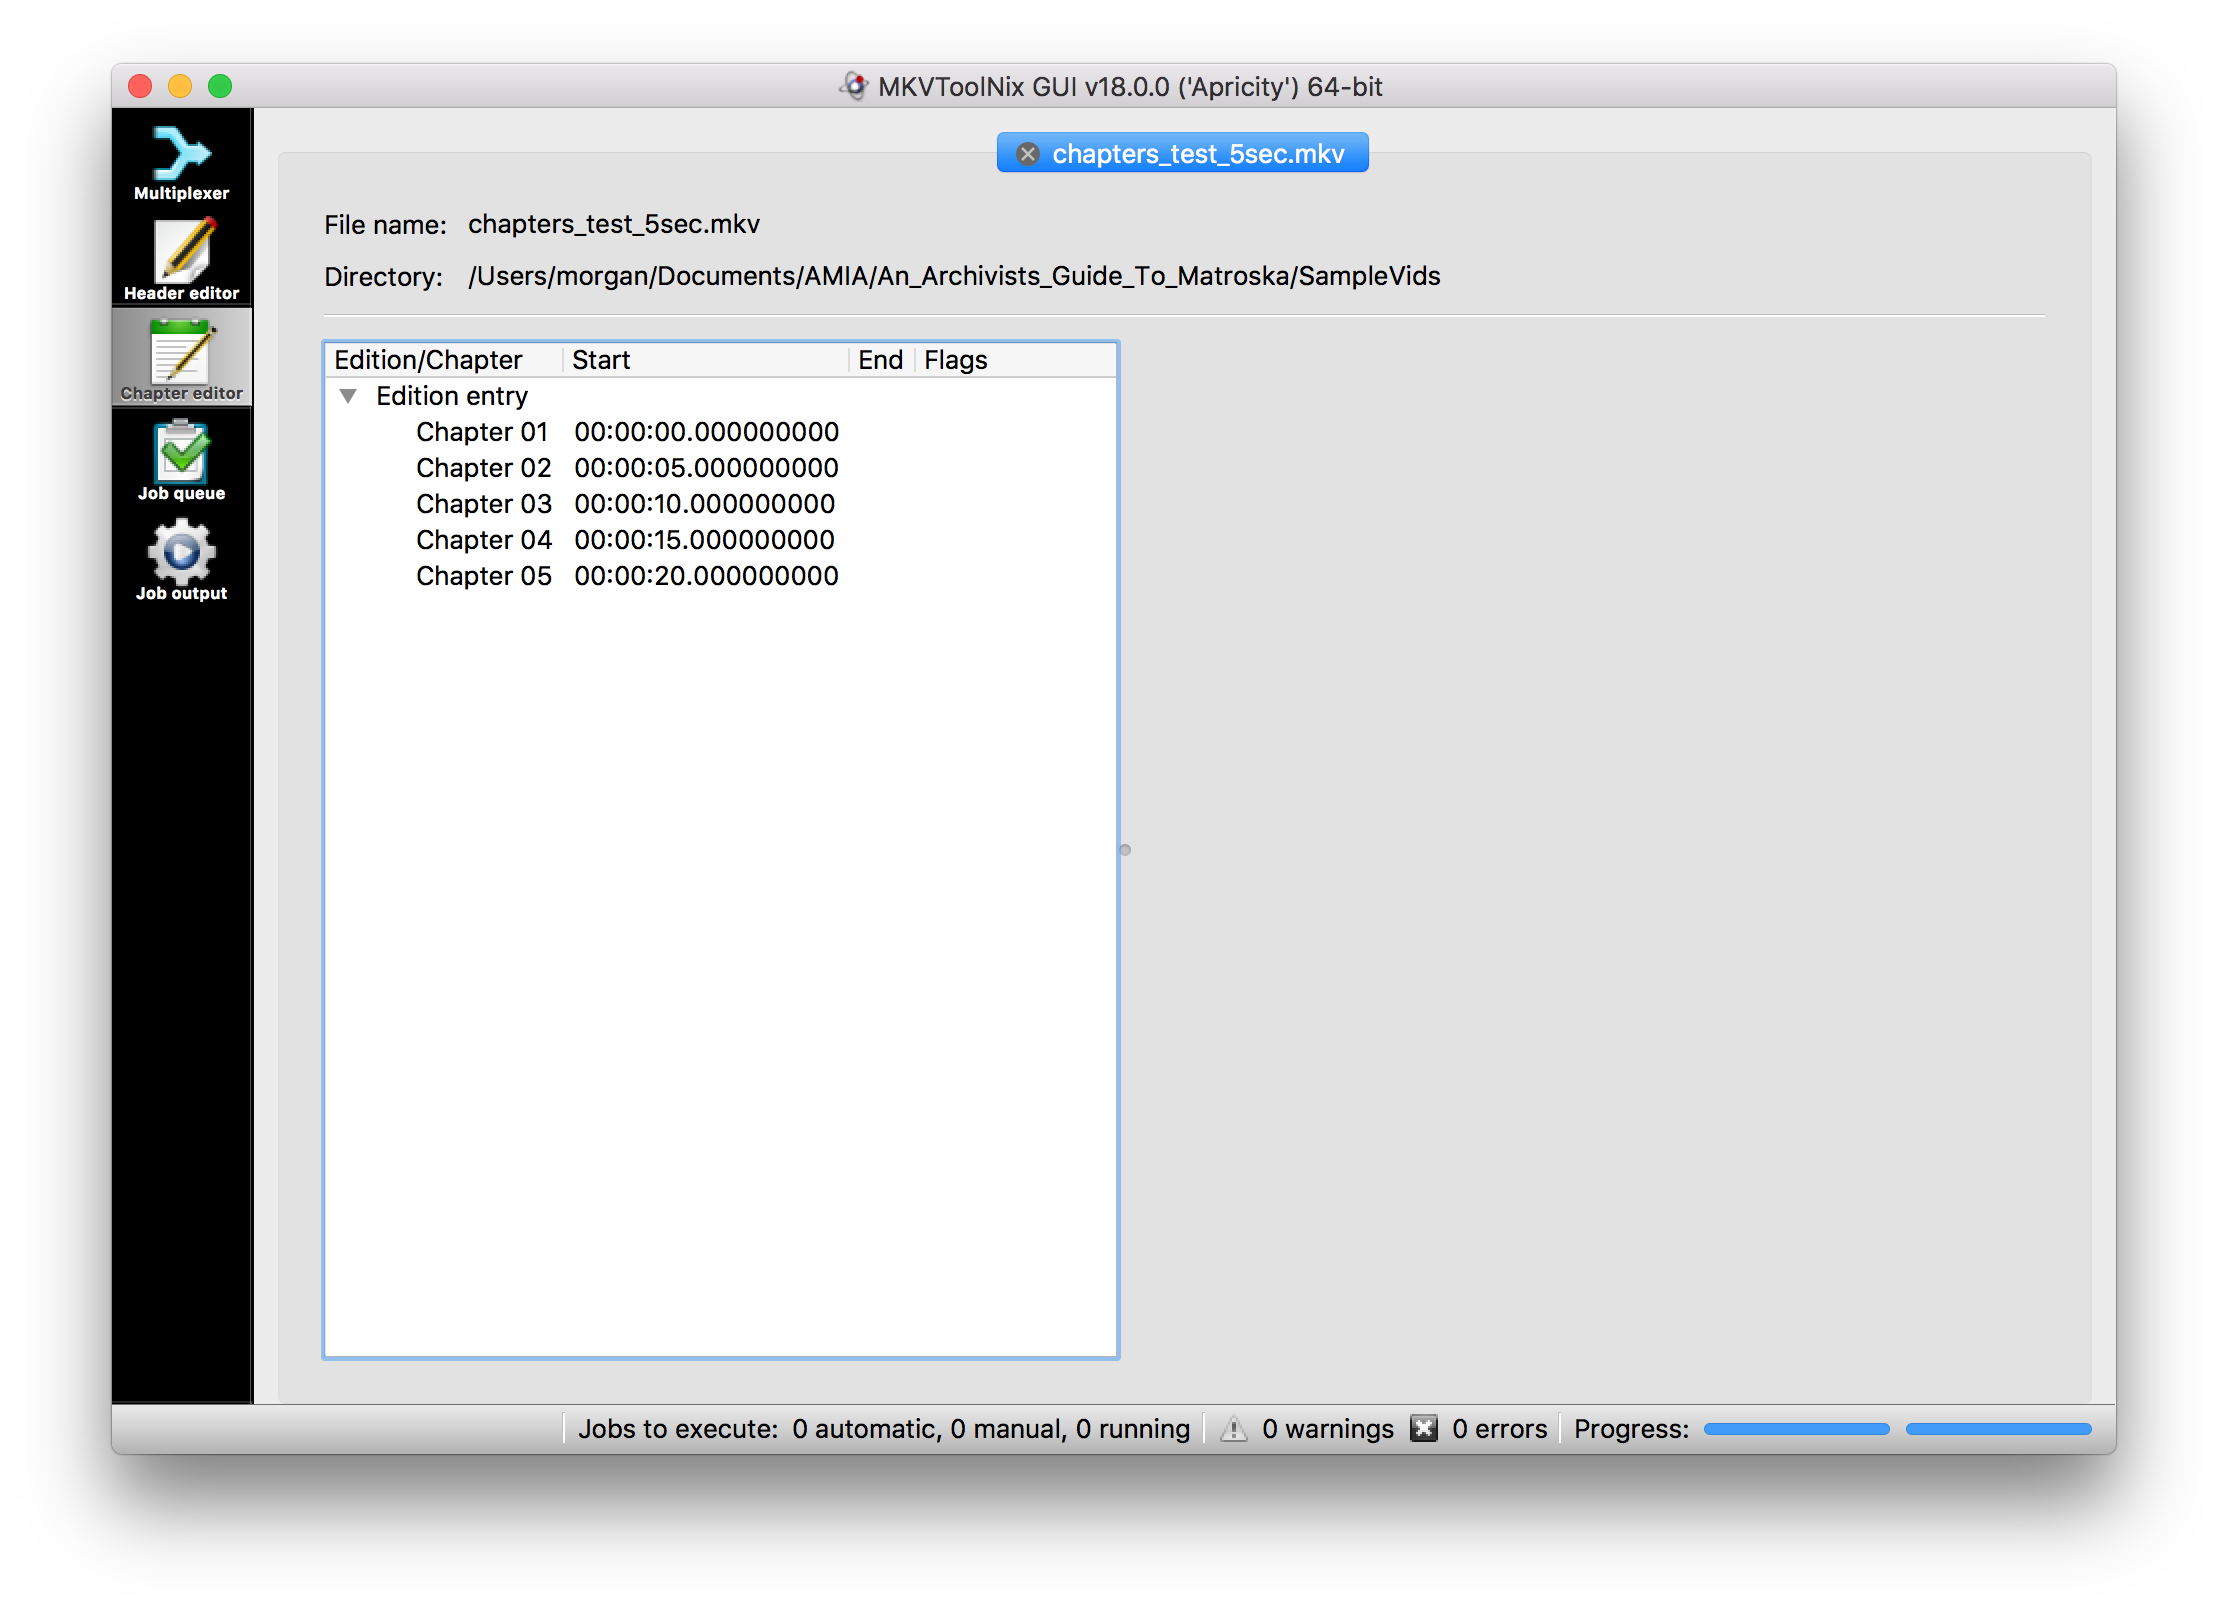 MKVToolNix GUI v18.0.0 ('Apricity') 64-bit
Multiplexer
Header editor
Chapter editor
Job queue
Job output
chapters_test_5sec.mkv
File name: chapters_test_5sec.mkv
Directory: /Users/morgan/Documents/AMIA/An_Archivists_Guide_To_Matroska/SampleVids
Edition/Chapter Start End Flags
Edition entry
Chapter 01 00:00:00.000000000
Chapter 02 00:00:05.000000000
Chapter 03 00:00:10.000000000
Chapter 04 00:00:15.000000000
Chapter 05 00:00:20.000000000
Jobs to execute: 0 automatic, 0 manual, 0 running 0 warnings 0 errors Progress: